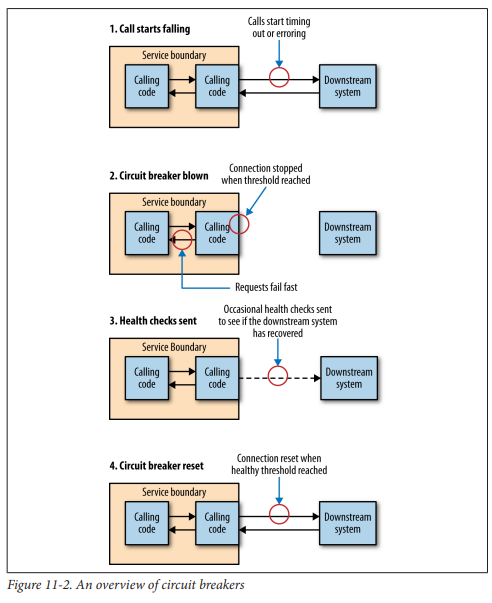 1. Call starts falling
Calls start timing
out or erroring
Service boundary
Calling
code
Calling
code
Downstream
system
2. Circuit breaker blown
Connection stopped
when threshold reached
Service boundary
Calling
code
Calling
code
Downstream
system
Requests fail fast
3. Health checks sent
Occasional health checks sent
to see if the downstream system
has recovered
Service Boundary
Calling
code
Calling
code
Downstream
system
4. Circuit breaker reset
Connection reset when
healthy threshold reached
Service boundary
Calling
code
Calling
code
Downstream
system
Figure 11-2. An overview of circuit breakers